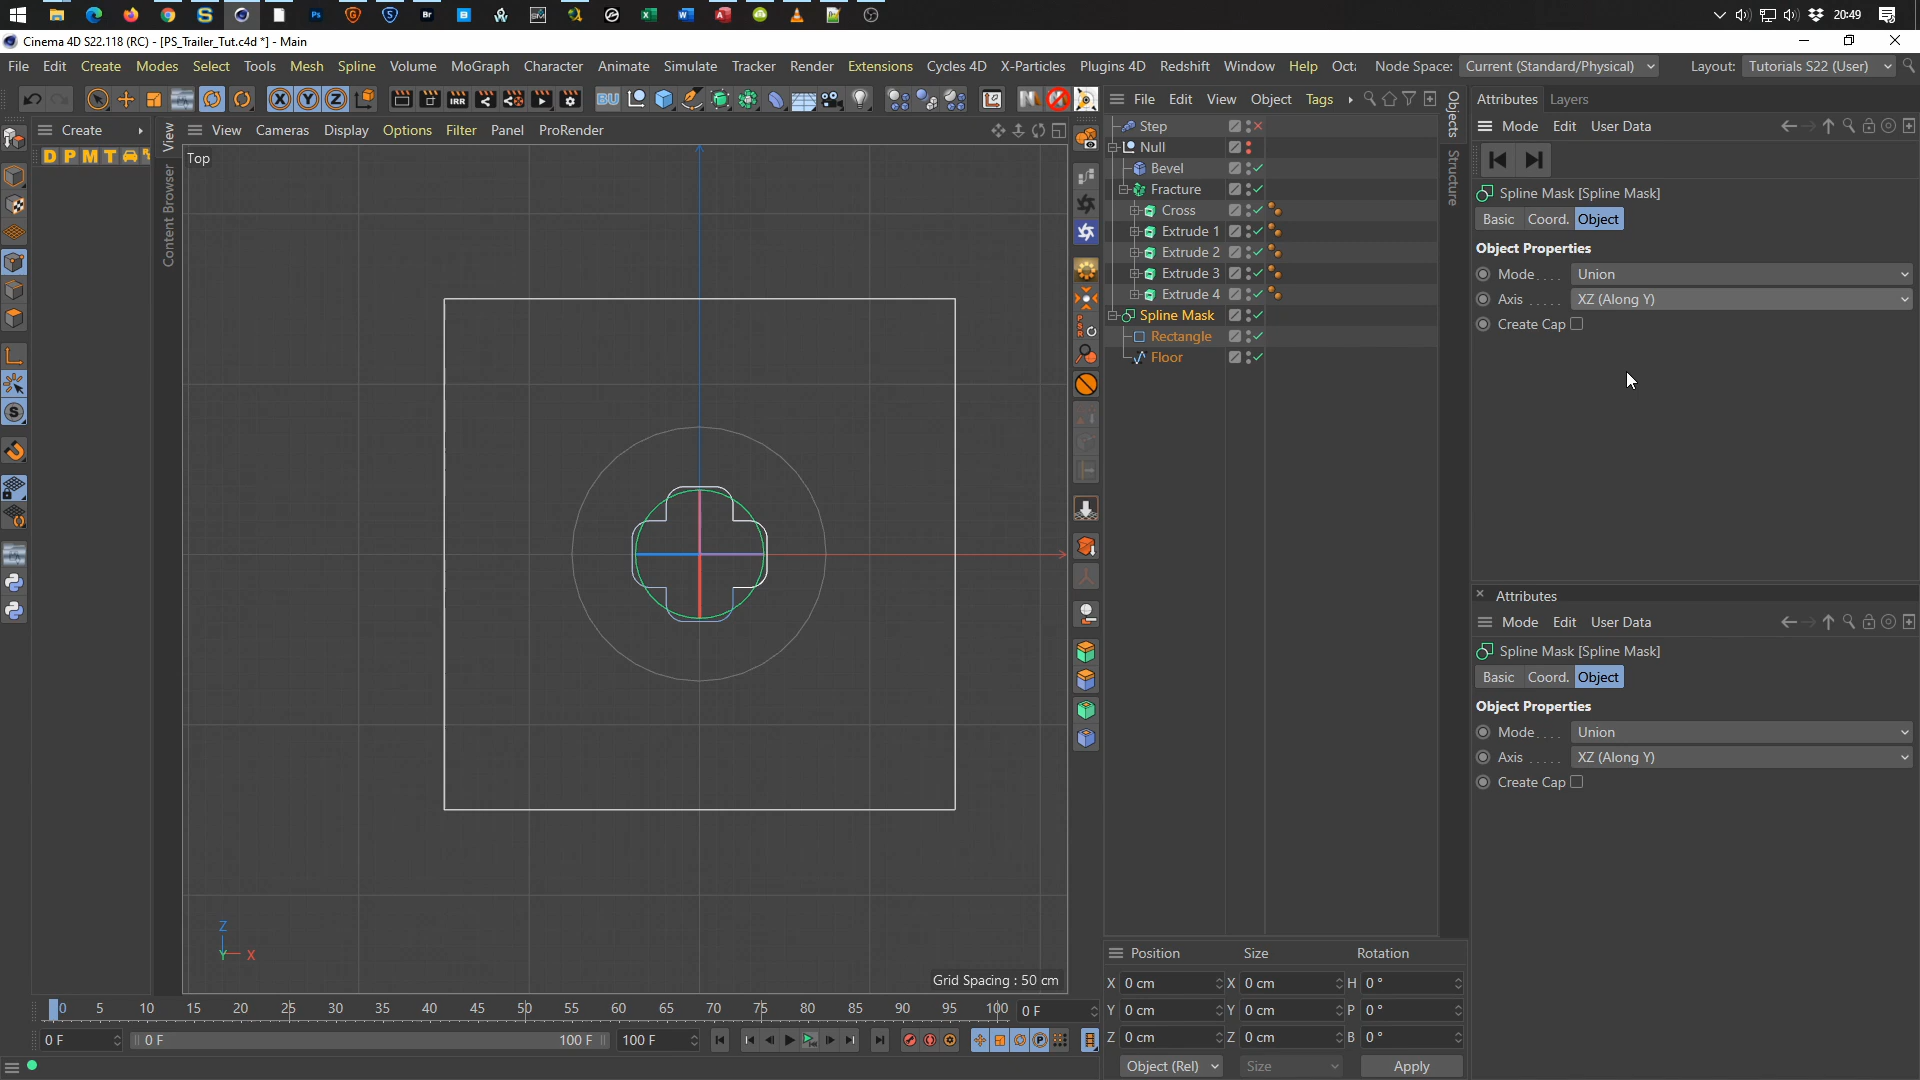 20:49
Cinema 4D S22.118 (RC) - [PS_Trailer_Tut.c4d *] - Main
File Edit Create Modes Select Tools Mesh Spline Volume MoGraph Character Animate Simulate Tracker Render Extensions Cycles 4D X-Particles Plugins 4D Redshift Window Help Octa Node Space: Current (Standard/Physical) Layout: Tutorials S22 (User)
X Y Z IRR BU
File Edit View Object Tags
Attributes Layers
Create
View Cameras Display Options Filter Panel ProRender
Mode Edit User Data
D P M T
View
Content Browser
Objects
Structure
Top
Step
Null
Bevel
Fracture
Cross
Extrude 1
Extrude 2
Extrude 3
Extrude 4
Spline Mask
Rectangle
Floor
Spline Mask [Spline Mask]
Basic Coord. Object
Object Properties
Mode.... Union
Axis ..... XZ (Along Y)
Create Cap
PSR
Attributes
Mode Edit User Data
Spline Mask [Spline Mask]
Basic Coord. Object
Object Properties
Mode.... Union
Axis ..... XZ (Along Y)
Create Cap
Z
Y X
Grid Spacing : 50 cm
Position Size Rotation
X 0 cm X 0 cm H 0 °
Y 0 cm Y 0 cm P 0 °
Z 0 cm Z 0 cm B 0 °
Object (Rel) Size Apply
0 5 10 15 20 25 30 35 40 45 50 55 60 65 70 75 80 85 90 95 100 0 F
0 F 0 F 100 F 100 F